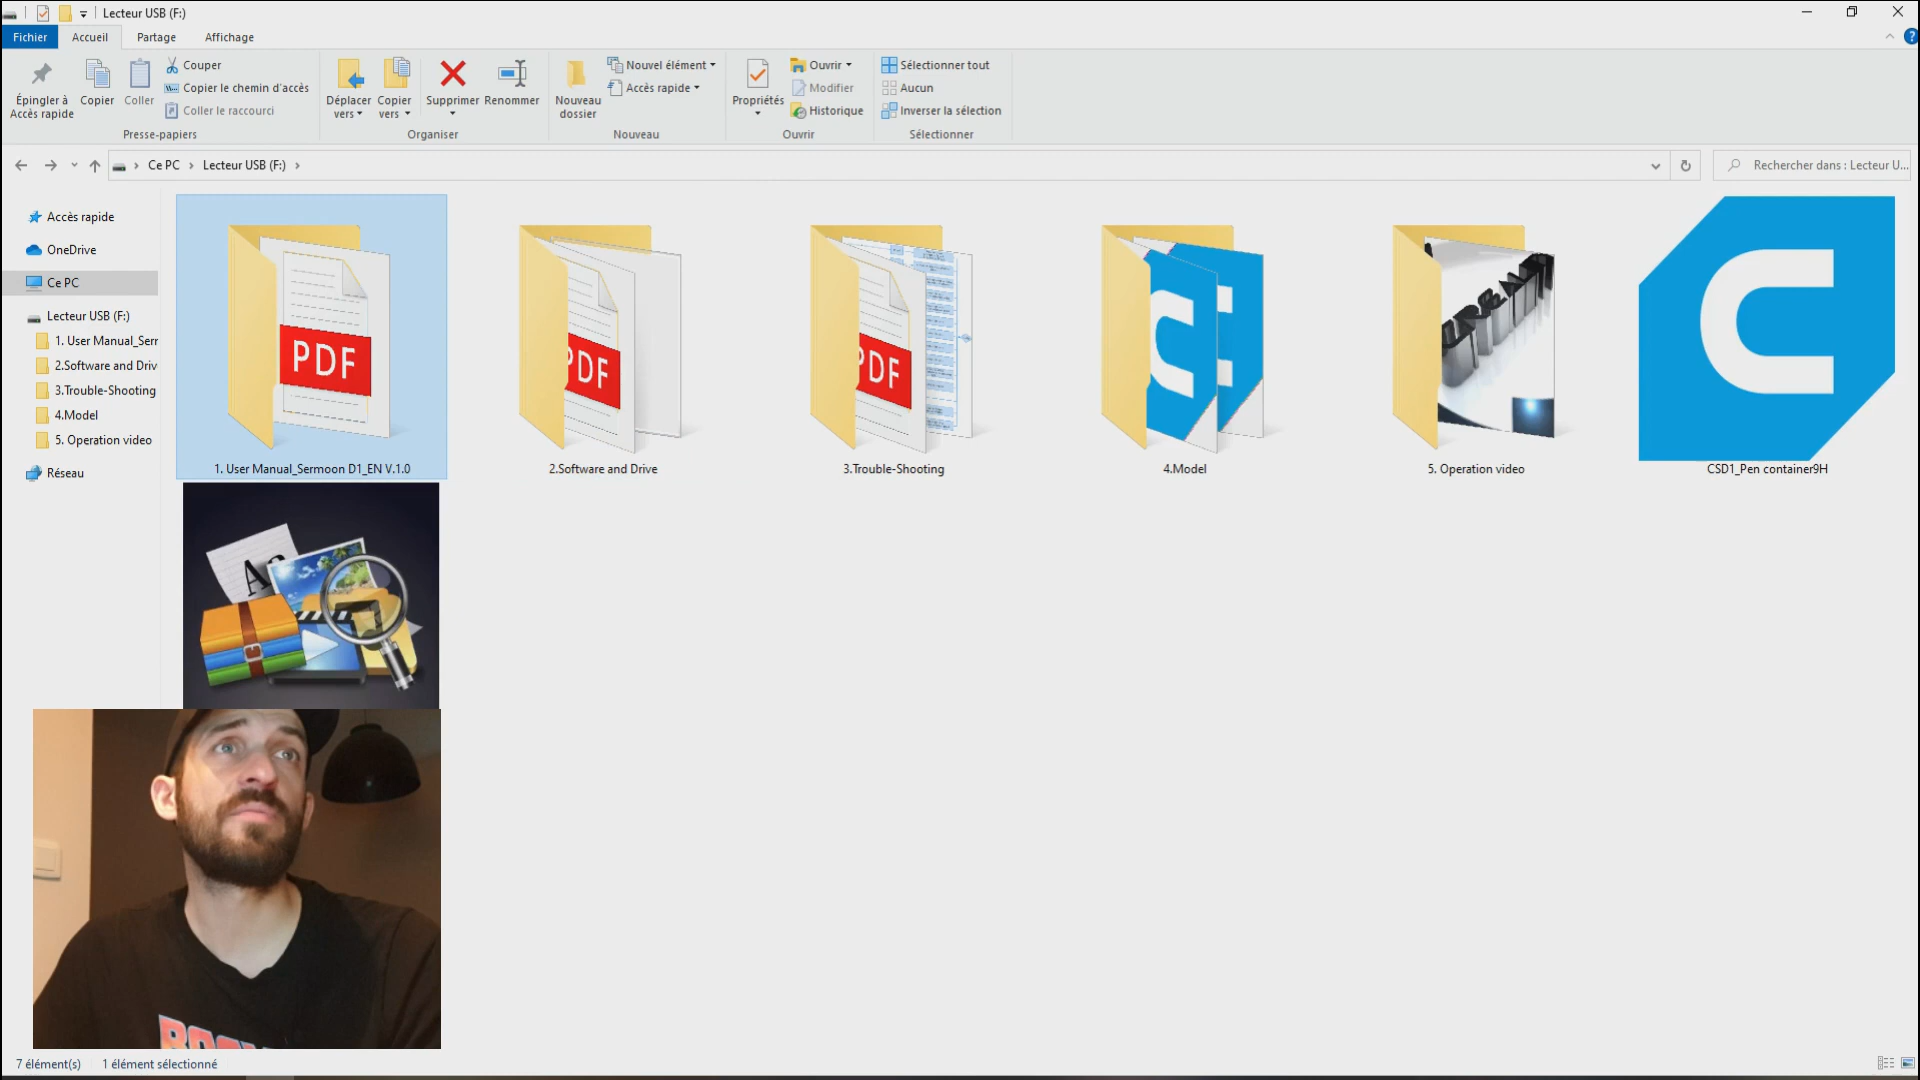 Lecteur USB (F:)
Fichier
Accueil
Partage
Affichage
Épingler à
Accès rapide
Copier
Coller
Couper
Copier le chemin d'accès
Coller le raccourci
Presse-papiers
Déplacer
vers
Copier
vers
Supprimer
Renommer
Organiser
Nouveau
dossier
Nouvel élément
Accès rapide
Nouveau
Propriétés
Ouvrir
Modifier
Historique
Ouvrir
Sélectionner tout
Aucun
Inverser la sélection
Sélectionner
Ce PC
Lecteur USB (F:)
Rechercher dans : Lecteur U...
Accès rapide
OneDrive
Ce PC
Lecteur USB (F:)
1. User Manual_Serr
2.Software and Driv
3.Trouble-Shooting
4.Model
5. Operation video
Réseau
PDF
PDF
PDF
1. User Manual_Sermoon D1_EN V.1.0
2.Software and Drive
3.Trouble-Shooting
4.Model
5. Operation video
CSD1_Pen container9H
7 élément(s)
1 élément sélectionné